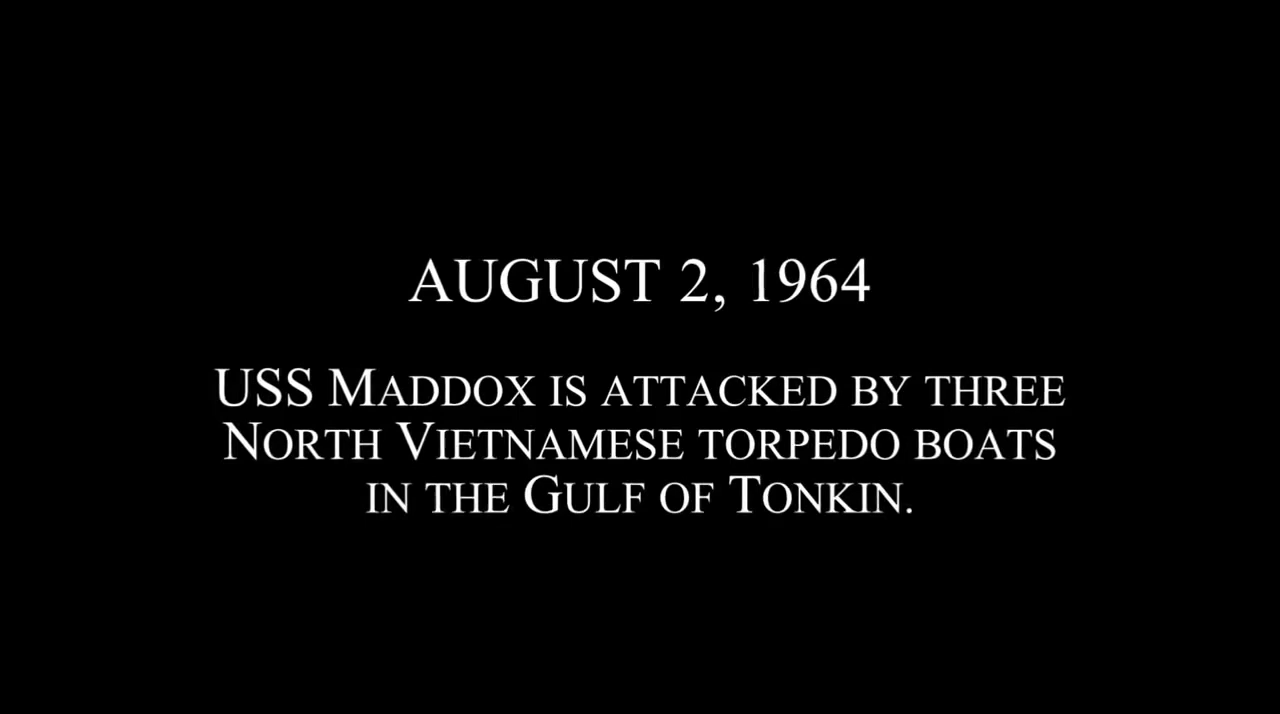 AUGUST 2, 1964
USS Maddox is attacked by three
North Vietnamese torpedo boats
in the Gulf of Tonkin.